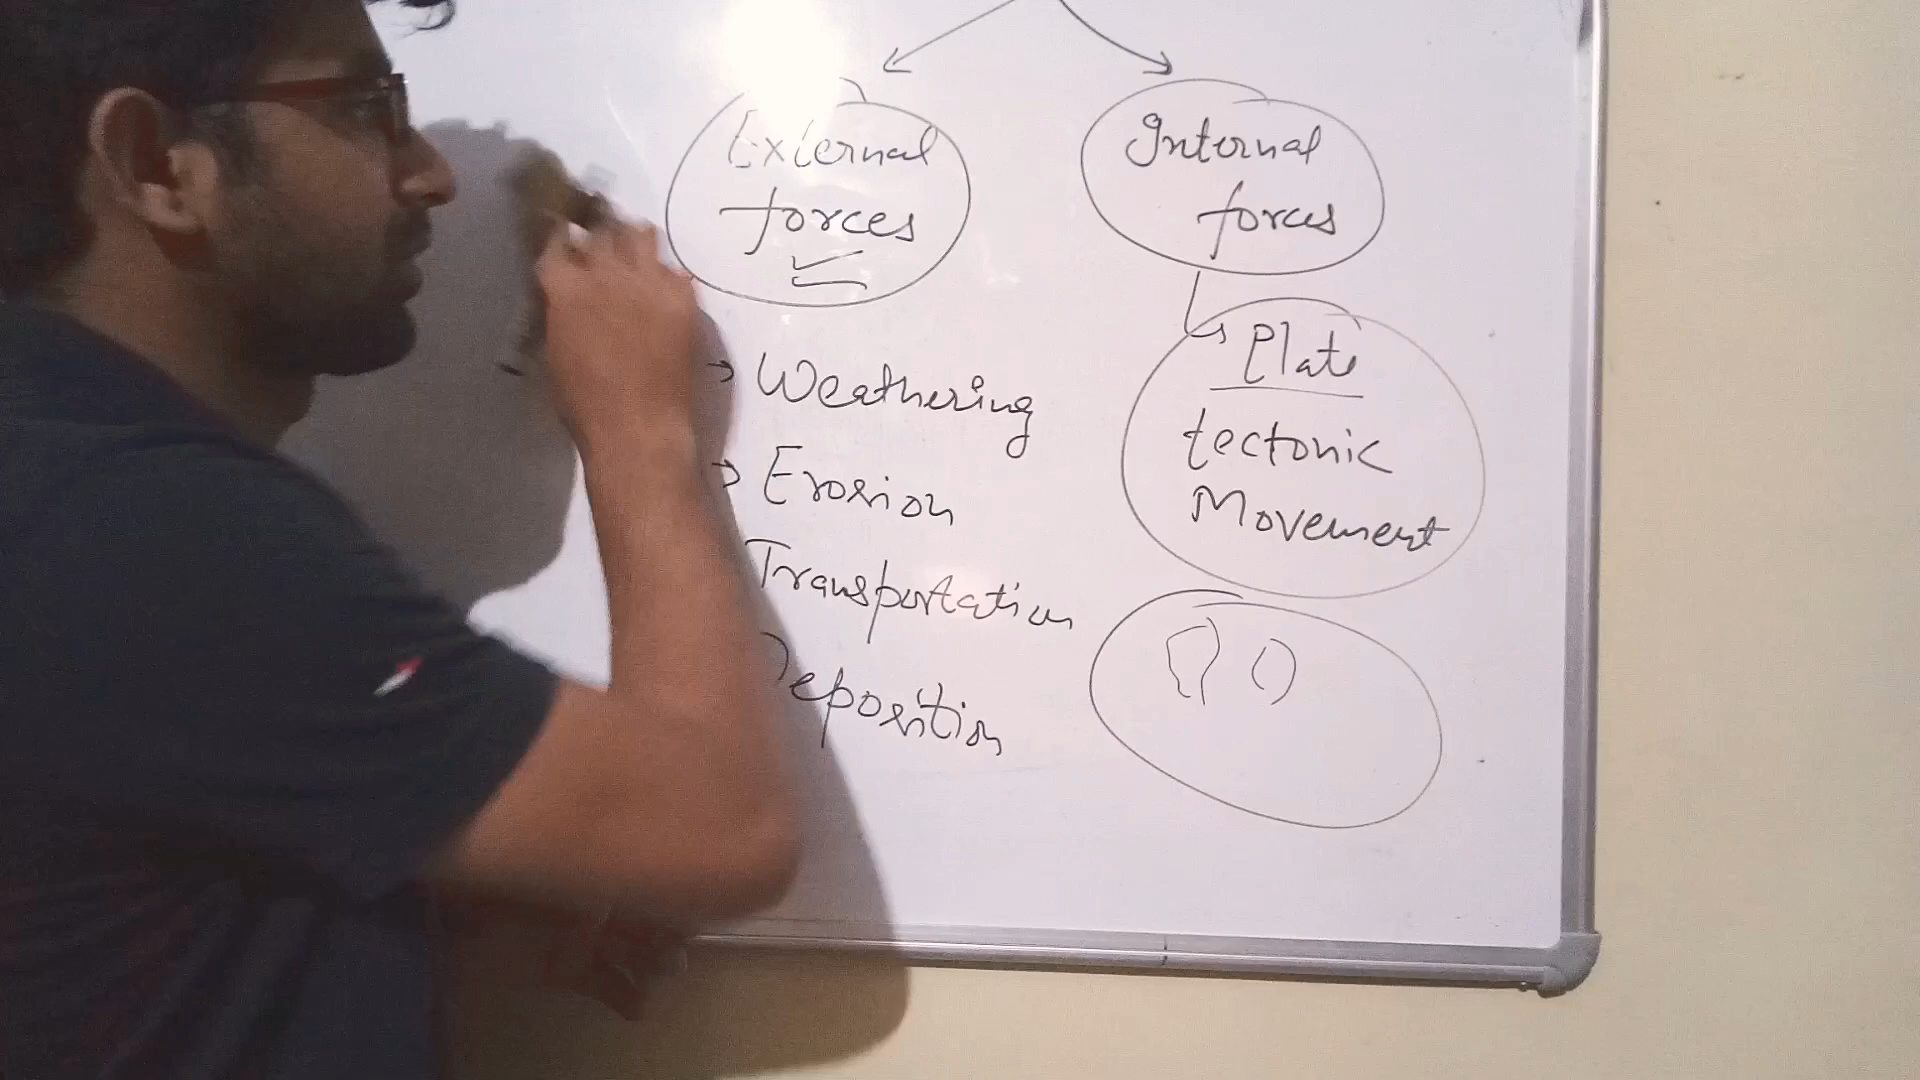 External
forces
Internal
forces
Plate
tectonic
Movement
Weathering
Erosion
Transportation
Deposition